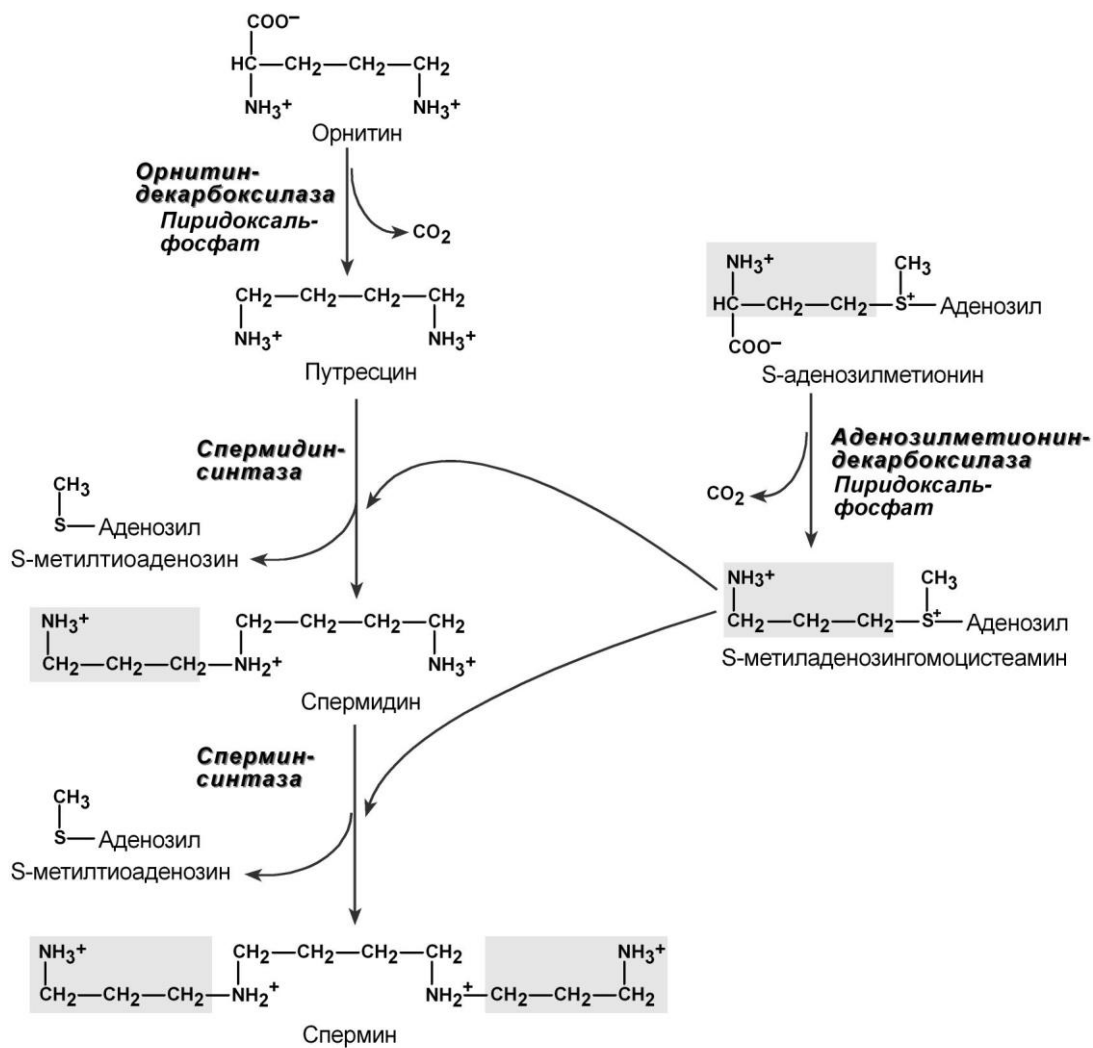 COO⁻
HC—CH₂—CH₂—CH₂
NH₃⁺ NH₃⁺
Орнитин
Орнитин-
декарбоксилаза
Пиридоксаль-
фосфат
CO₂
CH₂—CH₂—CH₂—CH₂
NH₃⁺ NH₃⁺
Путресцин
NH₃⁺ CH₃
HC—CH₂—CH₂—S⁺—Аденозил
COO⁻
S-аденозилметионин
Аденозилметионин-
декарбоксилаза
Пиридоксаль-
фосфат
CO₂
Спермидин-
синтаза
CH₃
S—Аденозил
S-метилтиоаденозин
NH₃⁺ CH₃
CH₂—CH₂—CH₂—S⁺—Аденозил
S-метиладенозингомоцистеамин
NH₃⁺ CH₂—CH₂—CH₂—CH₂
CH₂—CH₂—CH₂—NH₂⁺ NH₃⁺
Спермидин
Спермин-
синтаза
CH₃
S—Аденозил
S-метилтиоаденозин
NH₃⁺ CH₂—CH₂—CH₂—CH₂ NH₃⁺
CH₂—CH₂—CH₂—NH₂⁺ NH₂⁺—CH₂—CH₂—CH₂
Спермин